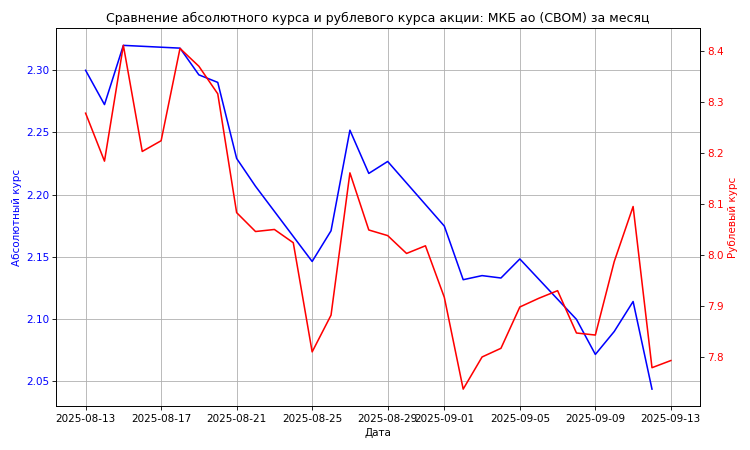 Сравнение абсолютного курса и рублевого курса акции: МКБ ао (CBOM) за месяц
2.30
2.25
2.20
2.15
2.10
2.05
Абсолютный курс
8.4
8.3
8.2
8.1
8.0
7.9
7.8
Рублевый курс
2025-08-13 2025-08-17 2025-08-21 2025-08-25 2025-08-29 2025-09-01 2025-09-05 2025-09-09 2025-09-13
Дата